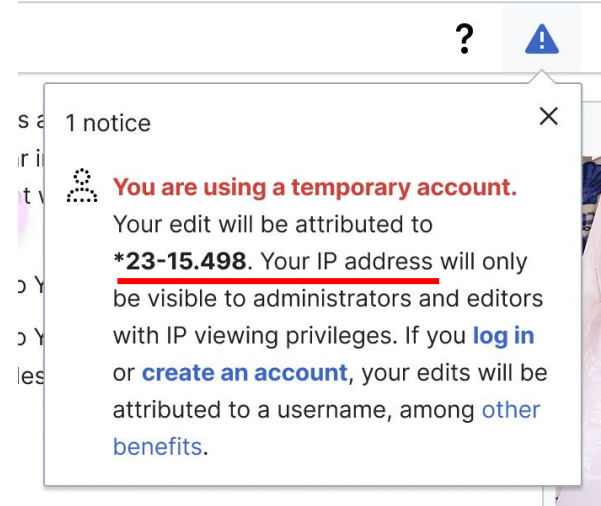 ?
1 notice
You are using a temporary account.
Your edit will be attributed to
*23-15.498. Your IP address will only
be visible to administrators and editors
with IP viewing privileges. If you log in
or create an account, your edits will be
attributed to a username, among other
benefits.